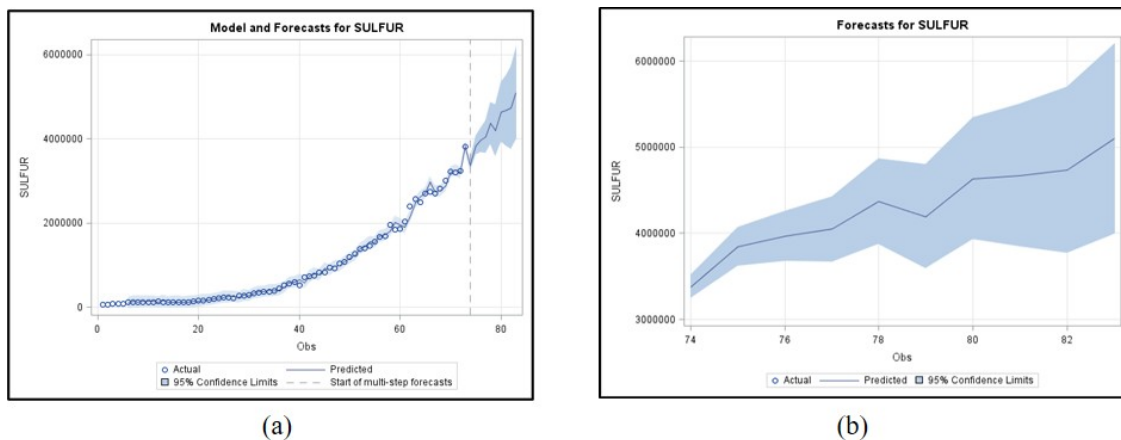 Model and Forecasts for SULFUR
6000000
4000000
2000000
0
SULFUR
0 20 40 60 80
Obs
Actual Predicted
95% Confidence Limits Start of multi-step forecasts
(a)
Forecasts for SULFUR
6000000
5000000
4000000
3000000
SULFUR
74 76 78 80 82
Obs
Actual Predicted 95% Confidence Limits
(b)